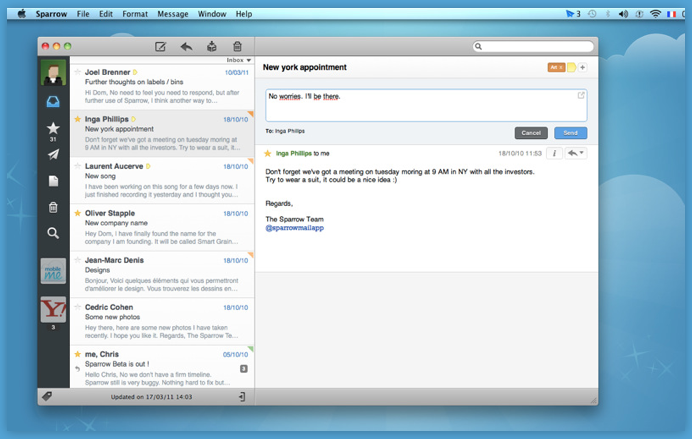 Sparrow File Edit Format Message Window Help 3
Inbox
Joel Brenner D 10/03/11
Further thoughts on labels / bins
Hi Dom, No need to feel you need to respond, but after
further use of Sparrow, I think another way to...
Inga Phillips D 18/10/10
New york appointment
Don't forget we've got a meeting on tuesday moring at
9 AM in NY with all the investors. Try to wear a suit, it...
Laurent Aucerve D 18/10/10
New song
I have been working on this song for a few days now. I
just finished recording it yesterday and I thought you...
Oliver Stapple 18/10/10
New company name
Hey Dom, I have finally found the name for the
company I am founding. It will be called Smart Grain...
Jean-Marc Denis 18/10/10
Designs
Bonjour, Voici quelques éléments qui vous permettront
d'améliorer le design. Vous trouverez les dessins en...
Cedric Cohen 18/10/10
Some new photos
Hey there, here are some new photos I have taken
recently. I hope you like it. Regards, The Sparrow Te...
me, Chris 05/10/10
Sparrow Beta is out !
3
Hello Chris, No we don't have a firm timeline.
Sparrow still is very buggy. Nothing hard to fix but...
31
mobile
me
Y!
3
Updated on 17/03/11 14:03
New york appointment
+
No worries. I'll be there.
To: Inga Phillips
Cancel Send
Inga Phillips to me 18/10/10 11:53 i
Don't forget we've got a meeting on tuesday moring at 9 AM in NY with all the investors.
Try to wear a suit, it could be a nice idea :)
Regards,
The Sparrow Team
@sparrowmailapp